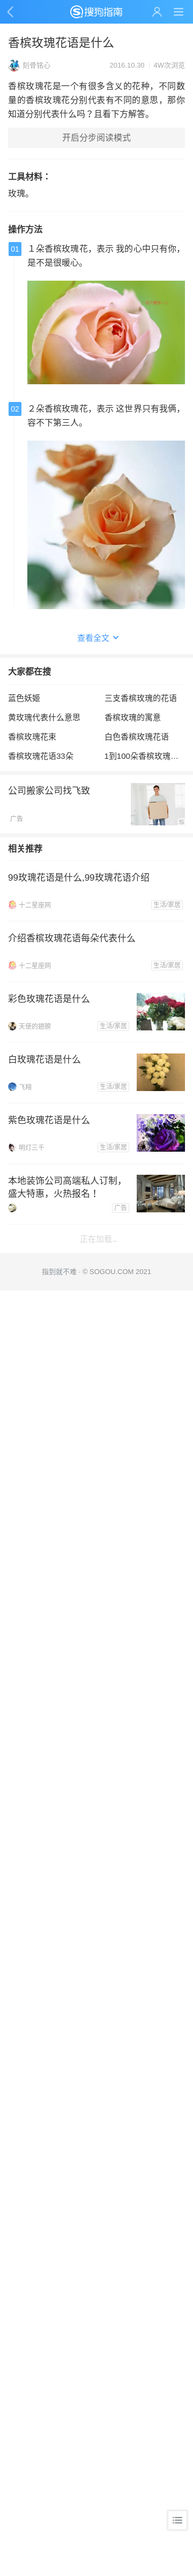 搜狗指南
香槟玫瑰花语是什么
刻骨铭心 2016.10.30 4W次浏览
香槟玫瑰花是一个有很多含义的花种，不同数
量的香槟玫瑰花分别代表有不同的意思，那你
知道分别代表什么吗？且看下方解答。
开启分步阅读模式
工具材料：
玫瑰。
操作方法
01
１朵香槟玫瑰花，表示 我的心中只有你，
是不是很暖心。
02
２朵香槟玫瑰花，表示 这世界只有我俩，
容不下第三人。
查看全文
大家都在搜
蓝色妖姬 三支香槟玫瑰的花语
黄玫瑰代表什么意思 香槟玫瑰的寓意
香槟玫瑰花束 白色香槟玫瑰花语
香槟玫瑰花语33朵 1到100朵香槟玫瑰…
公司搬家公司找飞致
广告
相关推荐
99玫瑰花语是什么,99玫瑰花语介绍
十二星座网 生活/家居
介绍香槟玫瑰花语每朵代表什么
十二星座网 生活/家居
彩色玫瑰花语是什么
天使的翅膀 生活/家居
白玫瑰花语是什么
飞翔 生活/家居
紫色玫瑰花语是什么
明灯三千 生活/家居
本地装饰公司高端私人订制，
盛大特惠，火热报名！
广告
正在加载...
指到就不难 · © SOGOU.COM 2021